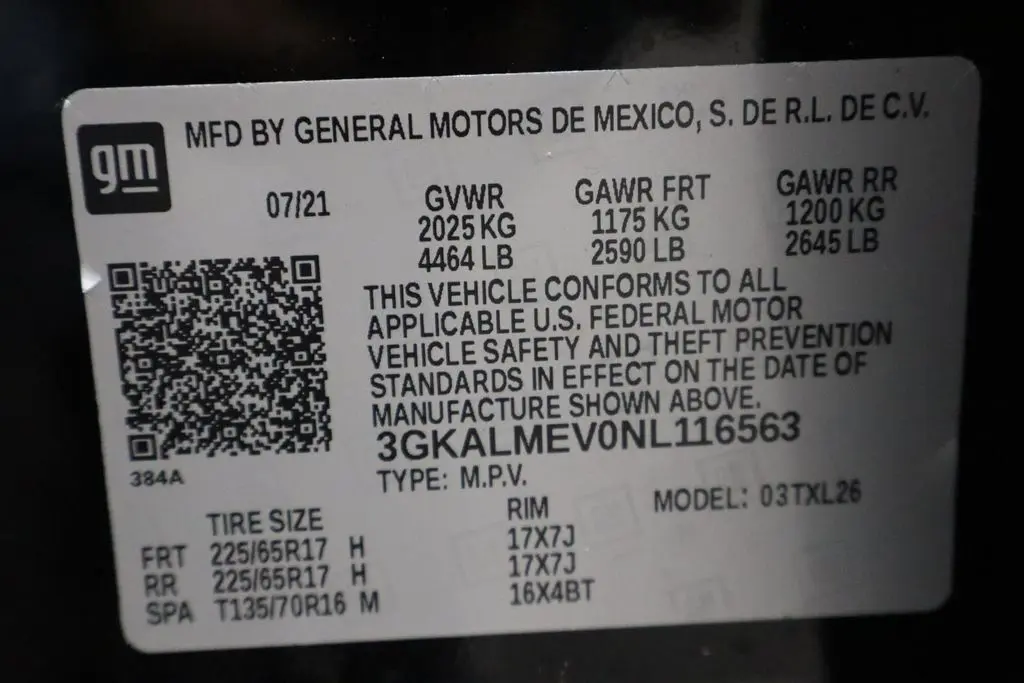 gm
MFD BY GENERAL MOTORS DE MEXICO, S. DE R.L. DE C.V.
07/21 GVWR GAWR FRT GAWR RR
2025 KG 1175 KG 1200 KG
4464 LB 2590 LB 2645 LB
THIS VEHICLE CONFORMS TO ALL
APPLICABLE U.S. FEDERAL MOTOR
VEHICLE SAFETY AND THEFT PREVENTION
STANDARDS IN EFFECT ON THE DATE OF
MANUFACTURE SHOWN ABOVE.
3GKALMEV0NL116563
384A
TYPE: M.P.V. MODEL: 03TXL26
TIRE SIZE RIM
FRT 225/65R17 H 17X7J
RR 225/65R17 H 17X7J
SPA T135/70R16 M 16X4BT